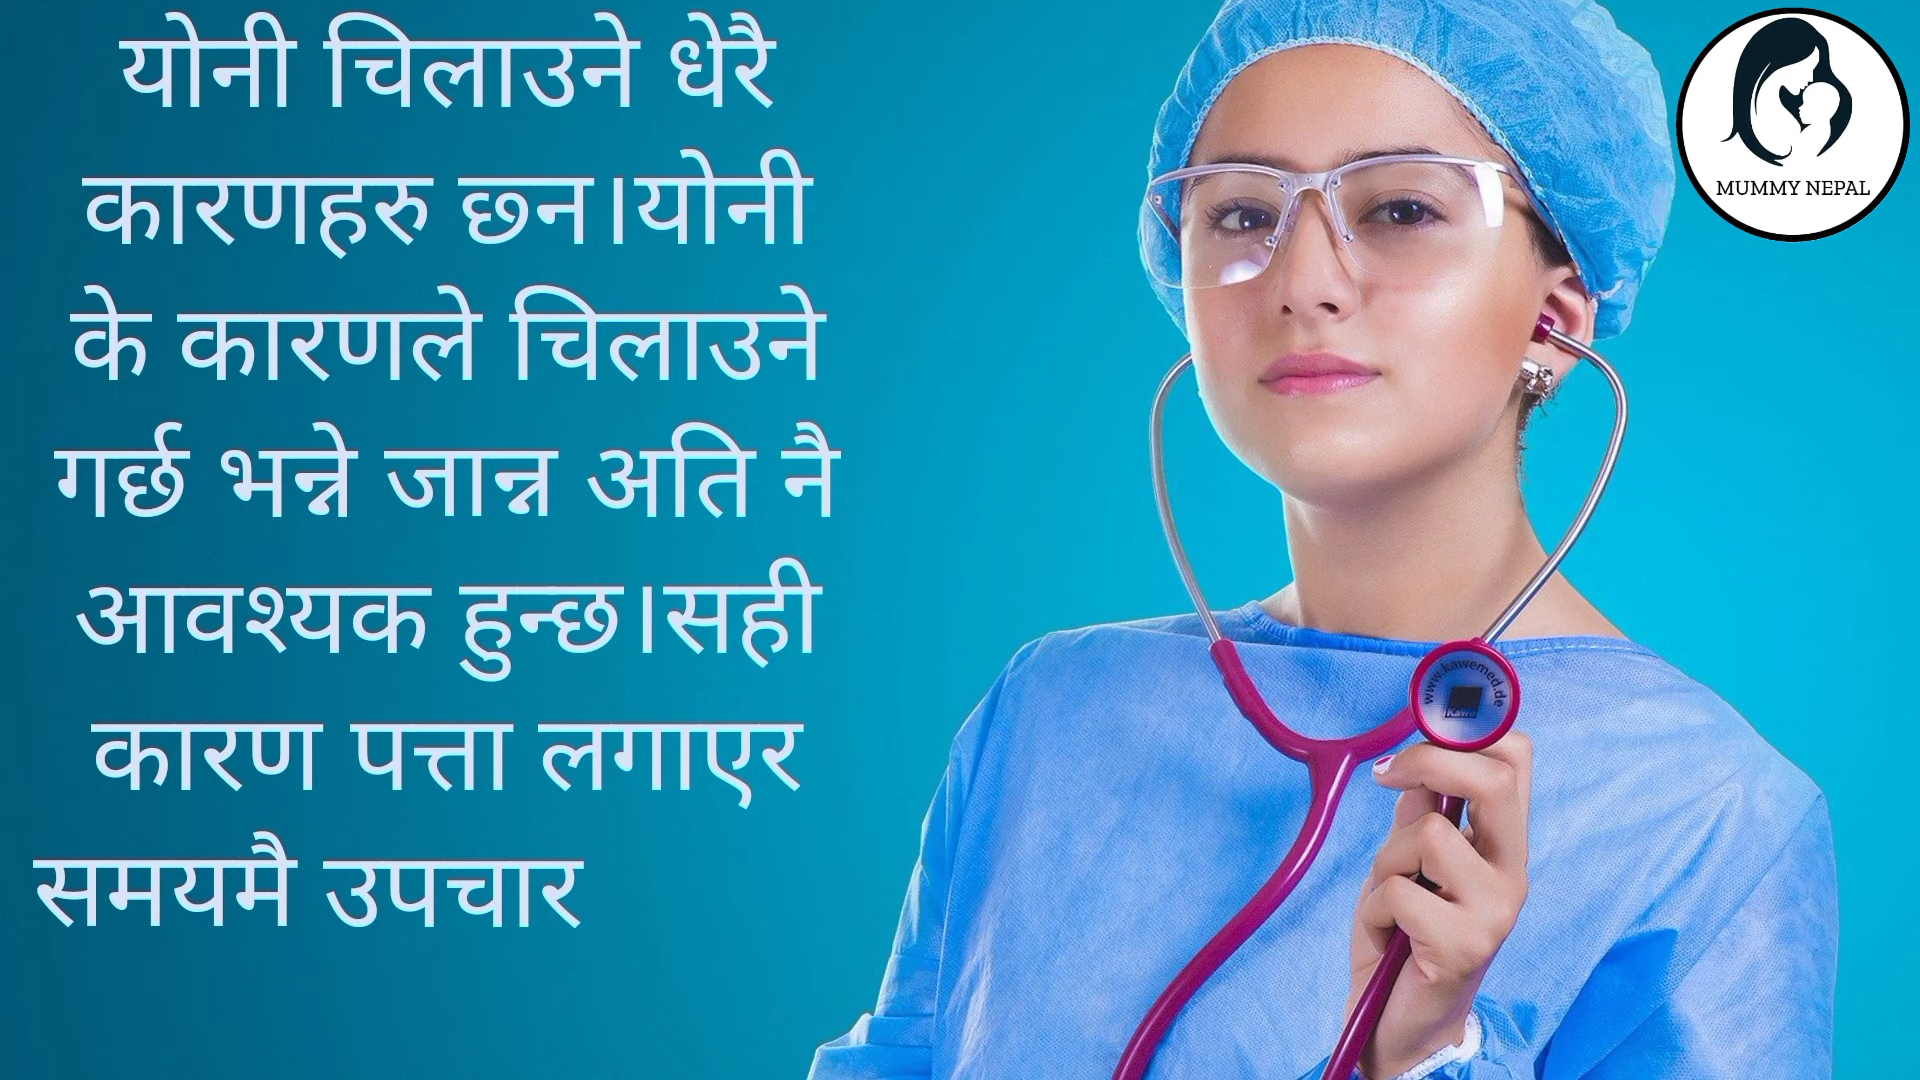 योनी चिलाउने धेरै
कारणहरु छ्न।योनी
के कारणले चिलाउने
गर्छ भन्ने जान्न अति नै
आवश्यक हुन्छ।सही
कारण पत्ता लगाएर
समयमै उपचार
MUMMY NEPAL
www.kawemed.de
KaWe